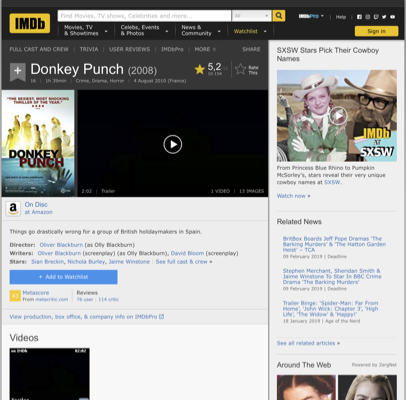 IMDb
Find Movies, TV shows, Celebrities and more...
All
IMDbPro
Help
Movies, TV
& Showtimes
Celebs, Events
& Photos
News &
Community
Watchlist
Sign in
FULL CAST AND CREW | TRIVIA | USER REVIEWS | IMDbPro | MORE
SHARE
Donkey Punch (2008)
5,2
Rate
This
18 | 1h 39min | Crime, Drama, Horror | 4 August 2010 (France)
DONKEY
PUNCH
2:02 | Trailer
1 VIDEO | 13 IMAGES
On Disc
at Amazon
Things go drastically wrong for a group of British holidaymakers in Spain.
Director: Oliver Blackburn (as Olly Blackburn)
Writers: Oliver Blackburn (screenplay) (as Olly Blackburn), David Bloom (screenplay)
Stars: Sian Breckin, Nichola Burley, Jaime Winstone | See full cast & crew »
+ Add to Watchlist
Metascore
From metacritic.com
Reviews
76 user | 114 critic
View production, box office, & company info on IMDbPro
Videos
02:02
SXSW Stars Pick Their Cowboy
Names
IMDb
at
SXSW
From Princess Blue Rhino to Pumpkin
McSorley's, stars reveal their very
unique cowboy names at SXSW.
Watch now »
Related News
BritBox Boards Jeff Pope Dramas 'The
Barking Murders' & 'The Hatton Garden
Heist' – TCA
09 February 2019 | Deadline
Stephen Merchant, Sheridan Smith &
Jaime Winstone To Star In BBC Crime
Drama 'The Barking Murders'
09 February 2019 | Deadline
Trailer Binge: 'Spider-Man: Far From
Home', 'John Wick: Chapter 3', 'High
Life', 'The Widow' & 'Happy!'
18 January 2019 | Age of the Nerd
See all related articles »
Around The Web
Powered by ZergNet